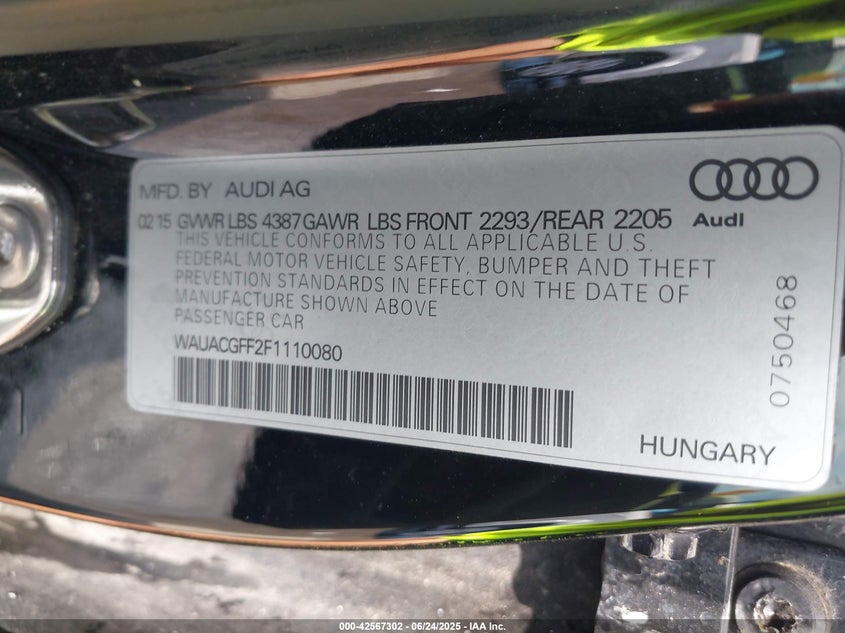 MFD. BY AUDI AG
02 15 GVWR LBS 4387 GAWR LBS FRONT 2293/REAR 2205
Audi
THIS VEHICLE CONFORMS TO ALL APPLICABLE U.S.
FEDERAL MOTOR VEHICLE SAFETY, BUMPER AND THEFT
PREVENTION STANDARDS IN EFFECT ON THE DATE OF
MANUFACTURE SHOWN ABOVE
PASSENGER CAR
WAUACGFF2F1110080
0750468
HUNGARY
000-42567302 - 06/24/2025 - IAA Inc.